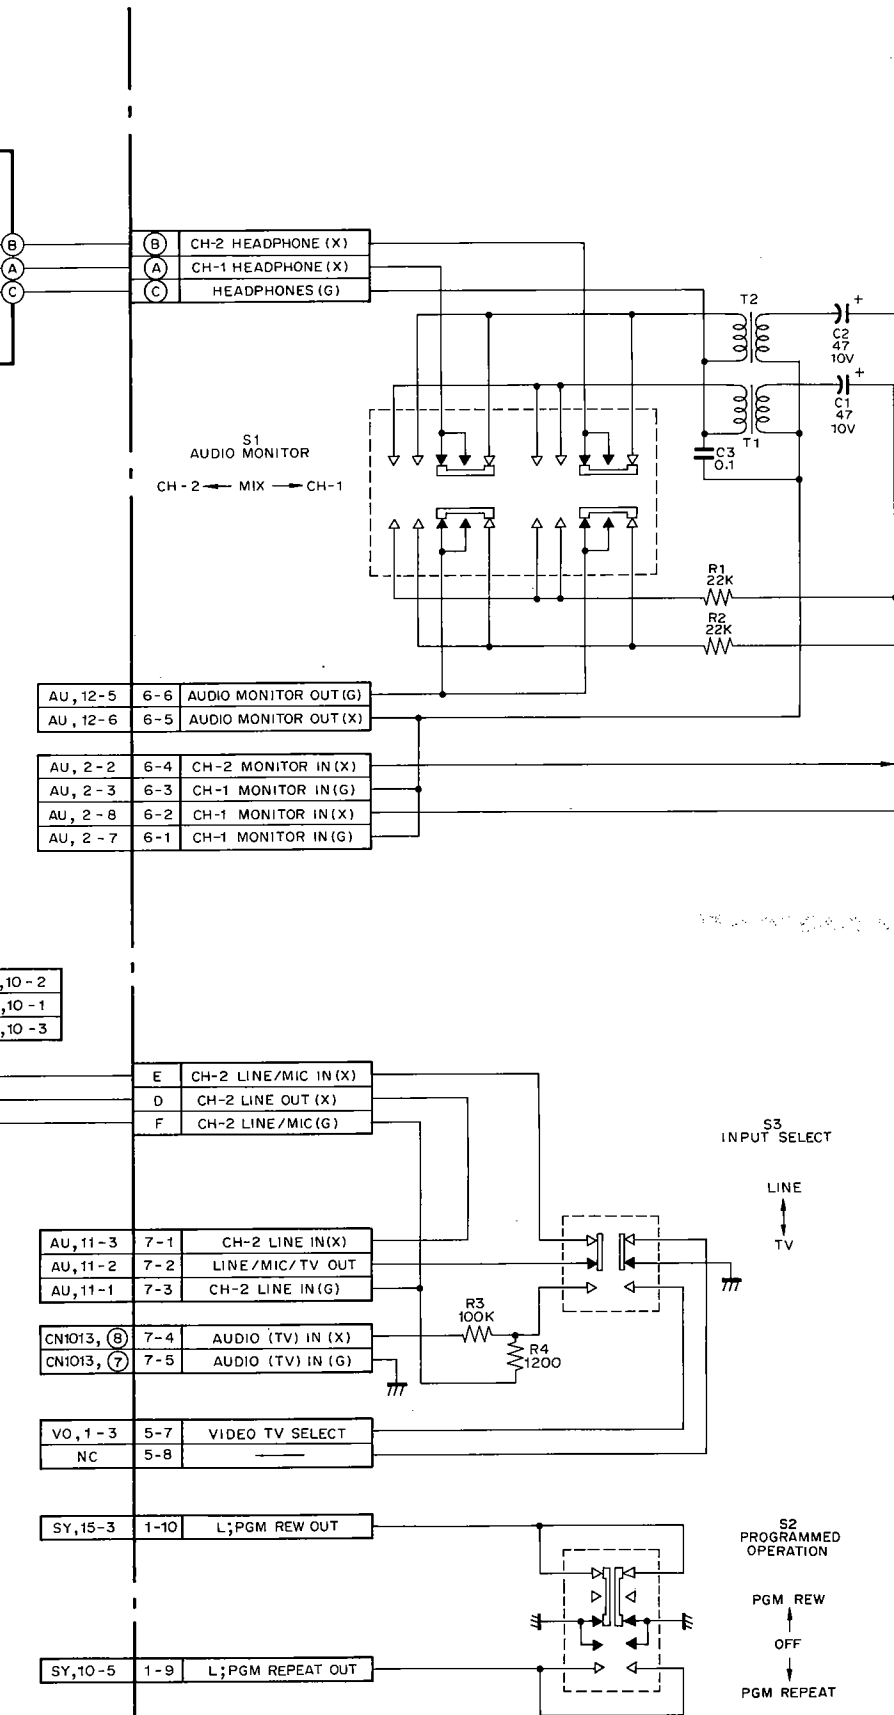 B
A
C
B CH-2 HEADPHONE (X)
A CH-1 HEADPHONE (X)
C HEADPHONES (G)
T2
+
C2
47
10V
+
C1
47
10V
T1
C3
0.1
S1
AUDIO MONITOR
CH-2 MIX CH-1
R1
22K
R2
22K
AU, 12-5 6-6 AUDIO MONITOR OUT (G)
AU, 12-6 6-5 AUDIO MONITOR OUT (X)
AU, 2-2 6-4 CH-2 MONITOR IN (X)
AU, 2-3 6-3 CH-1 MONITOR IN (G)
AU, 2-8 6-2 CH-1 MONITOR IN (X)
AU, 2-7 6-1 CH-1 MONITOR IN (G)
,10-2
,10-1
,10-3
E CH-2 LINE/MIC IN (X)
D CH-2 LINE OUT (X)
F CH-2 LINE/MIC (G)
S3
INPUT SELECT
LINE
TV
AU, 11-3 7-1 CH-2 LINE IN (X)
AU, 11-2 7-2 LINE/MIC/TV OUT
AU, 11-1 7-3 CH-2 LINE IN (G)
R3
100K
R4
1200
CN1013, 8 7-4 AUDIO (TV) IN (X)
CN1013, 7 7-5 AUDIO (TV) IN (G)
VO, 1-3 5-7 VIDEO TV SELECT
NC 5-8 —
SY, 15-3 1-10 L;PGM REW OUT
S2
PROGRAMMED
OPERATION
PGM REW
OFF
PGM REPEAT
SY, 10-5 1-9 L;PGM REPEAT OUT